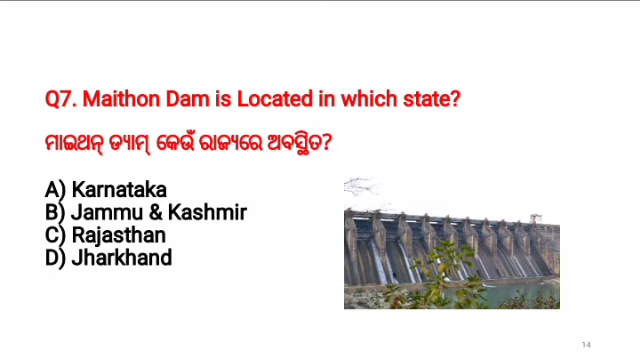 Q7. Maithon Dam is Located in which state?
ମାଇଥନ୍ ଡ୍ୟାମ୍ କେଉଁ ରାଜ୍ୟରେ ଅବସ୍ଥିତ?
A) Karnataka
B) Jammu & Kashmir
C) Rajasthan
D) Jharkhand
14